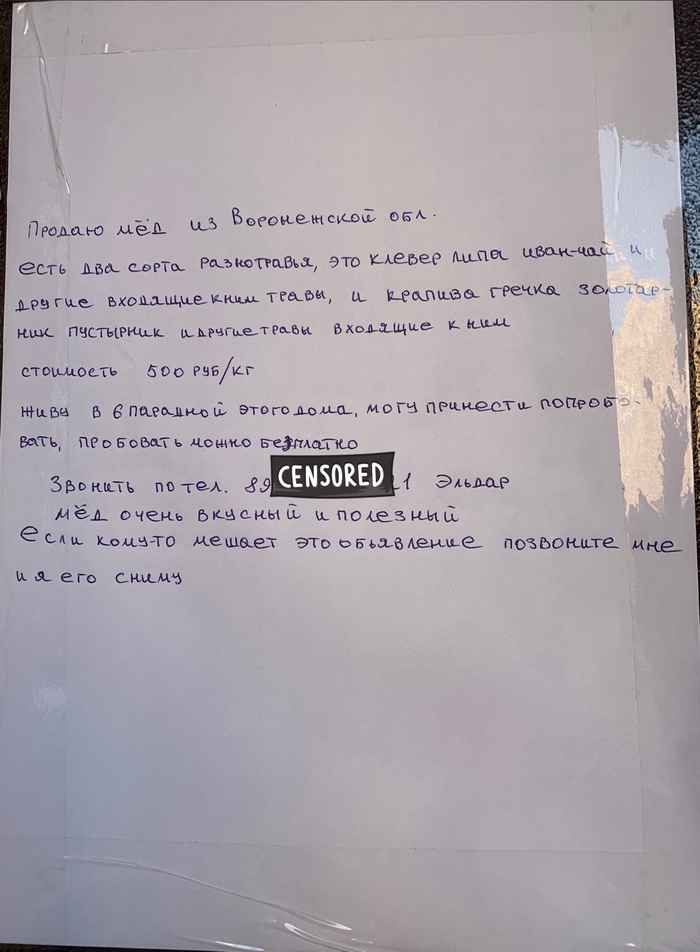 Продаю мёд из Воронежской обл.
есть два сорта разнотравья, это клевер липа иван-чай и
другие входящие к ним травы, и крапива гречка золотар-
ник пустырник и другие травы входящие к ним
стоимость 500 руб/кг
живу в 6 парадной этого дома, могу принести попробо-
вать, пробовать можно бесплатно
Звонить по тел. 89 CENSORED 1 Эльдар
мёд очень вкусный и полезный
если кому-то мешает это обьявление позвоните мне
и я его сниму